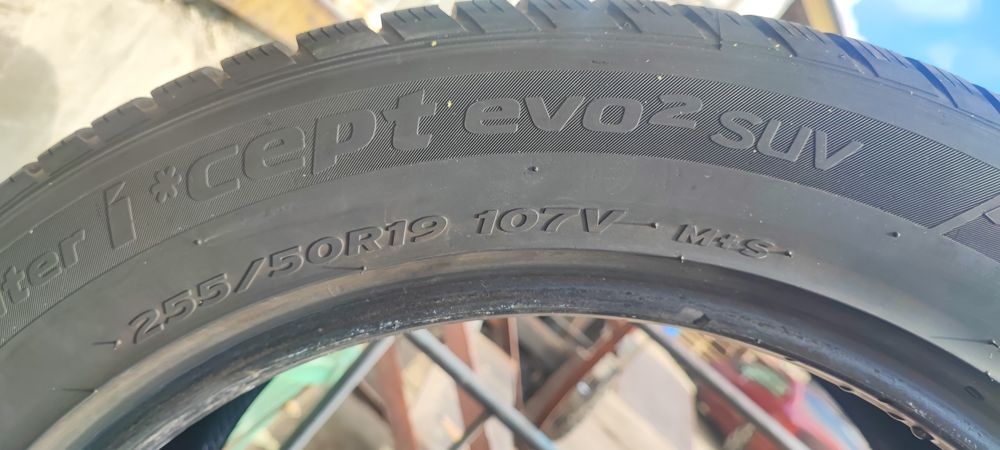 i*cept evo2 SUV
255/50R19 107V M+S